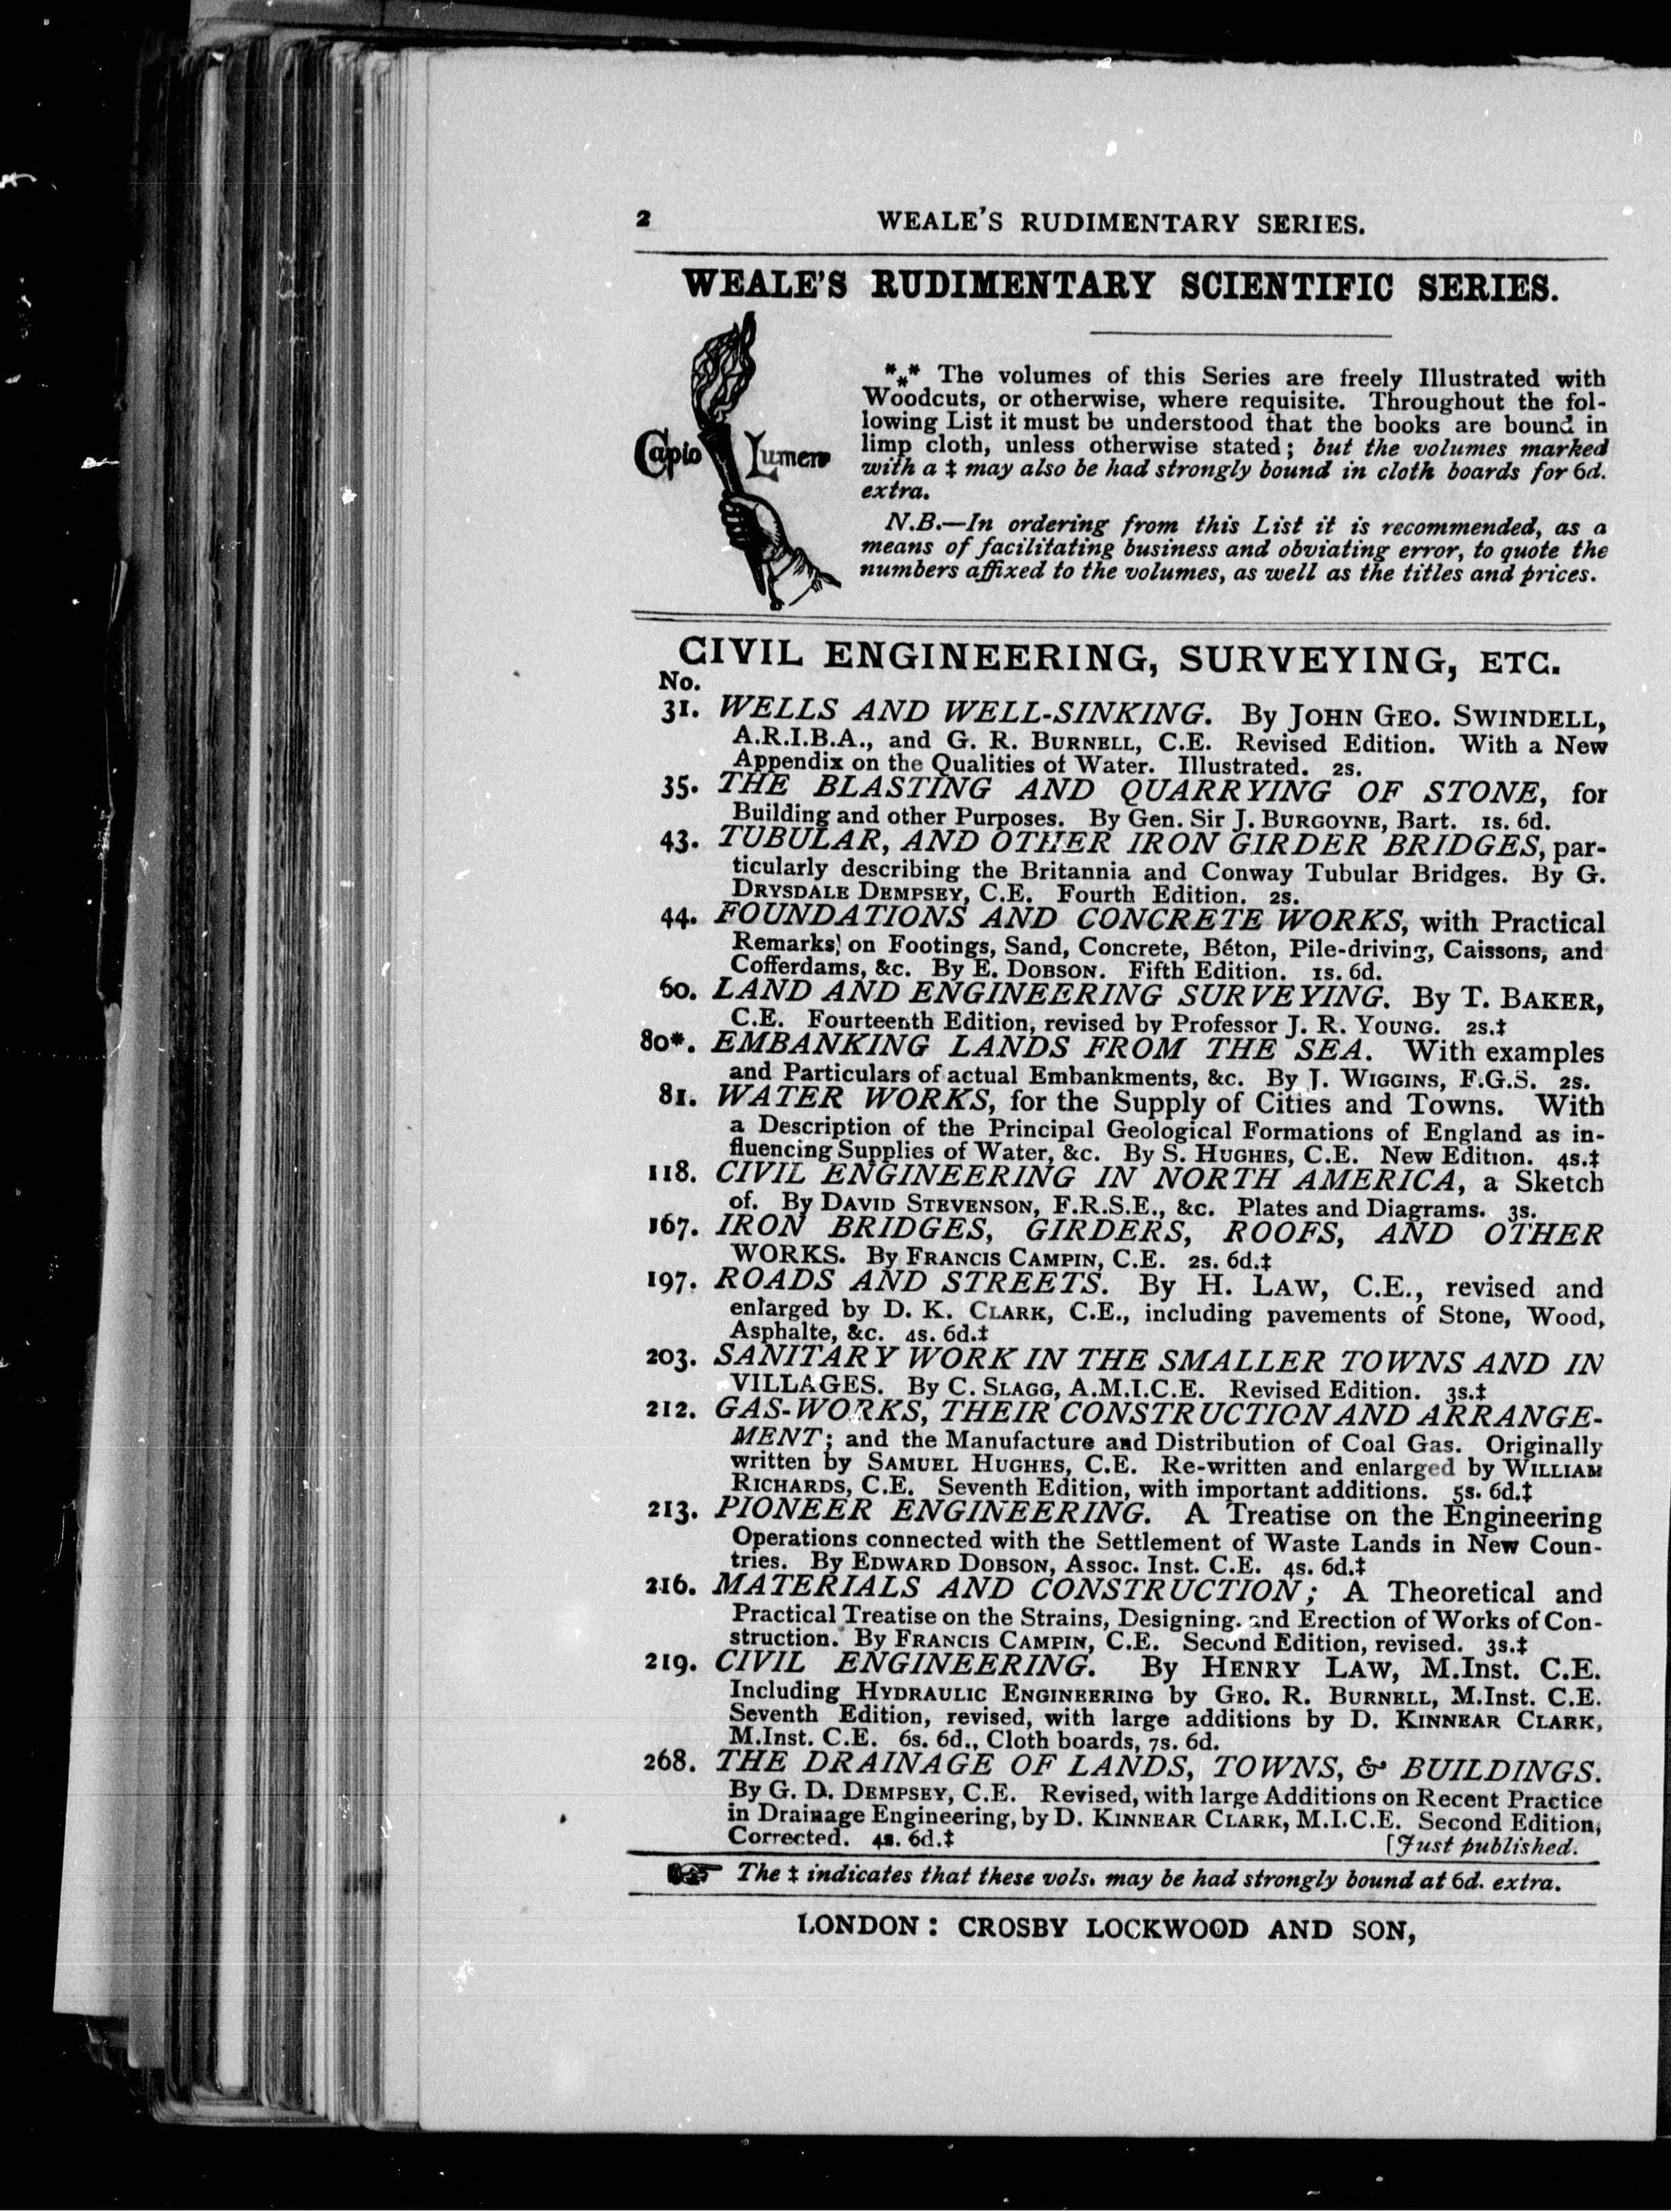 2 WEALE'S RUDIMENTARY SERIES.
WEALE'S RUDIMENTARY SCIENTIFIC SERIES.
Capio Lumen
*** The volumes of this Series are freely Illustrated with
Woodcuts, or otherwise, where requisite. Throughout the fol-
lowing List it must be understood that the books are bound in
limp cloth, unless otherwise stated; but the volumes marked
with a ‡ may also be had strongly bound in cloth boards for 6d.
extra.
N.B.—In ordering from this List it is recommended, as a
means of facilitating business and obviating error, to quote the
numbers affixed to the volumes, as well as the titles and prices.
CIVIL ENGINEERING, SURVEYING, ETC.
No.
31. WELLS AND WELL-SINKING. By JOHN GEO. SWINDELL,
A.R.I.B.A., and G. R. BURNELL, C.E. Revised Edition. With a New
Appendix on the Qualities of Water. Illustrated. 2s.
35. THE BLASTING AND QUARRYING OF STONE, for
Building and other Purposes. By Gen. Sir J. BURGOYNE, Bart. 1s. 6d.
43. TUBULAR, AND OTHER IRON GIRDER BRIDGES, par-
ticularly describing the Britannia and Conway Tubular Bridges. By G.
DRYSDALE DEMPSEY, C.E. Fourth Edition. 2s.
44. FOUNDATIONS AND CONCRETE WORKS, with Practical
Remarks on Footings, Sand, Concrete, Béton, Pile-driving, Caissons, and
Cofferdams, &c. By E. DOBSON. Fifth Edition. 1s. 6d.
60. LAND AND ENGINEERING SURVEYING. By T. BAKER,
C.E. Fourteenth Edition, revised by Professor J. R. YOUNG. 2s.‡
80*. EMBANKING LANDS FROM THE SEA. With examples
and Particulars of actual Embankments, &c. By J. WIGGINS, F.G.S. 2s.
81. WATER WORKS, for the Supply of Cities and Towns. With
a Description of the Principal Geological Formations of England as in-
fluencing Supplies of Water, &c. By S. HUGHES, C.E. New Edition. 4s.‡
118. CIVIL ENGINEERING IN NORTH AMERICA, a Sketch
of. By DAVID STEVENSON, F.R.S.E., &c. Plates and Diagrams. 3s.
167. IRON BRIDGES, GIRDERS, ROOFS, AND OTHER
WORKS. By FRANCIS CAMPIN, C.E. 2s. 6d.‡
197. ROADS AND STREETS. By H. LAW, C.E., revised and
enlarged by D. K. CLARK, C.E., including pavements of Stone, Wood,
Asphalte, &c. 4s. 6d.‡
203. SANITARY WORK IN THE SMALLER TOWNS AND IN
VILLAGES. By C. SLAGG, A.M.I.C.E. Revised Edition. 3s.‡
212. GAS-WORKS, THEIR CONSTRUCTION AND ARRANGE-
MENT; and the Manufacture and Distribution of Coal Gas. Originally
written by SAMUEL HUGHES, C.E. Re-written and enlarged by WILLIAM
RICHARDS, C.E. Seventh Edition, with important additions. 5s. 6d.‡
213. PIONEER ENGINEERING. A Treatise on the Engineering
Operations connected with the Settlement of Waste Lands in New Coun-
tries. By EDWARD DOBSON, Assoc. Inst. C.E. 4s. 6d.‡
216. MATERIALS AND CONSTRUCTION; A Theoretical and
Practical Treatise on the Strains, Designing, and Erection of Works of Con-
struction. By FRANCIS CAMPIN, C.E. Second Edition, revised. 3s.‡
219. CIVIL ENGINEERING. By HENRY LAW, M.Inst. C.E.
Including HYDRAULIC ENGINEERING by GEO. R. BURNELL, M.Inst. C.E.
Seventh Edition, revised, with large additions by D. KINNEAR CLARK,
M.Inst. C.E. 6s. 6d., Cloth boards, 7s. 6d.
268. THE DRAINAGE OF LANDS, TOWNS, & BUILDINGS.
By G. D. DEMPSEY, C.E. Revised, with large Additions on Recent Practice
in Drainage Engineering, by D. KINNEAR CLARK, M.I.C.E. Second Edition,
Corrected. 4s. 6d.‡ [Just published.
The ‡ indicates that these vols. may be had strongly bound at 6d. extra.
LONDON: CROSBY LOCKWOOD AND SON,